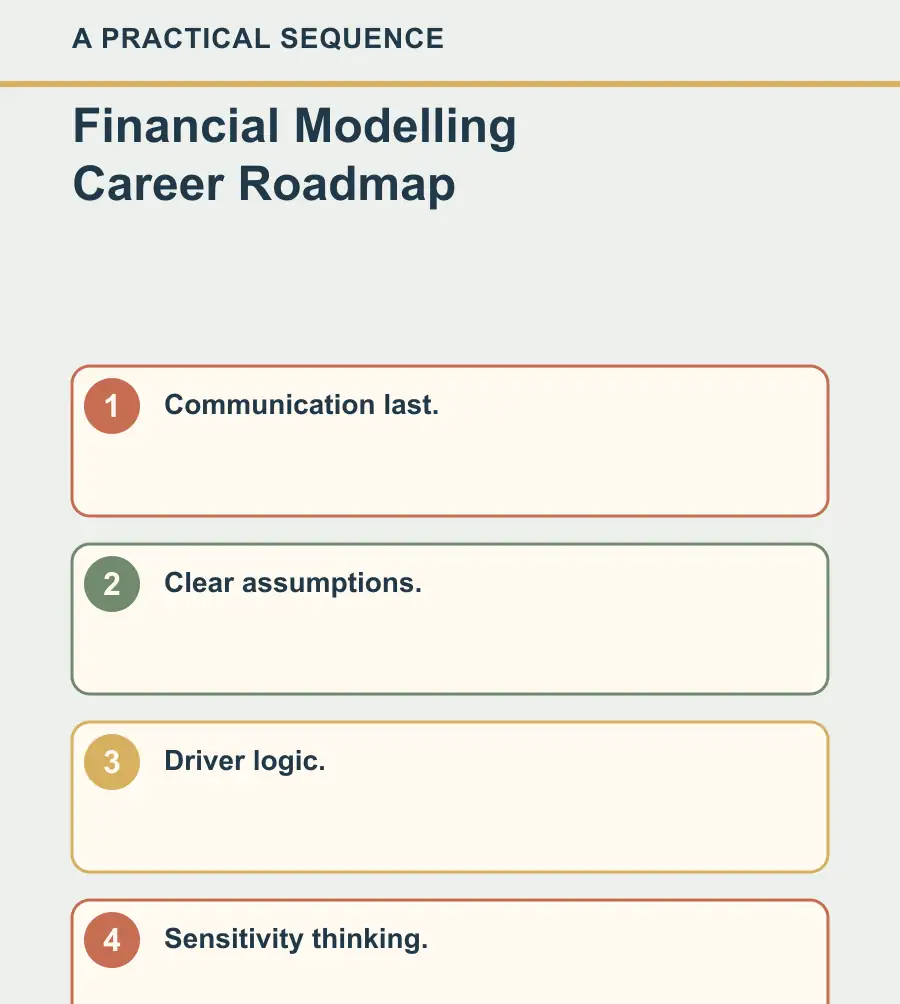 A PRACTICAL SEQUENCE
Financial Modelling
Career Roadmap
1 Communication last.
2 Clear assumptions.
3 Driver logic.
4 Sensitivity thinking.